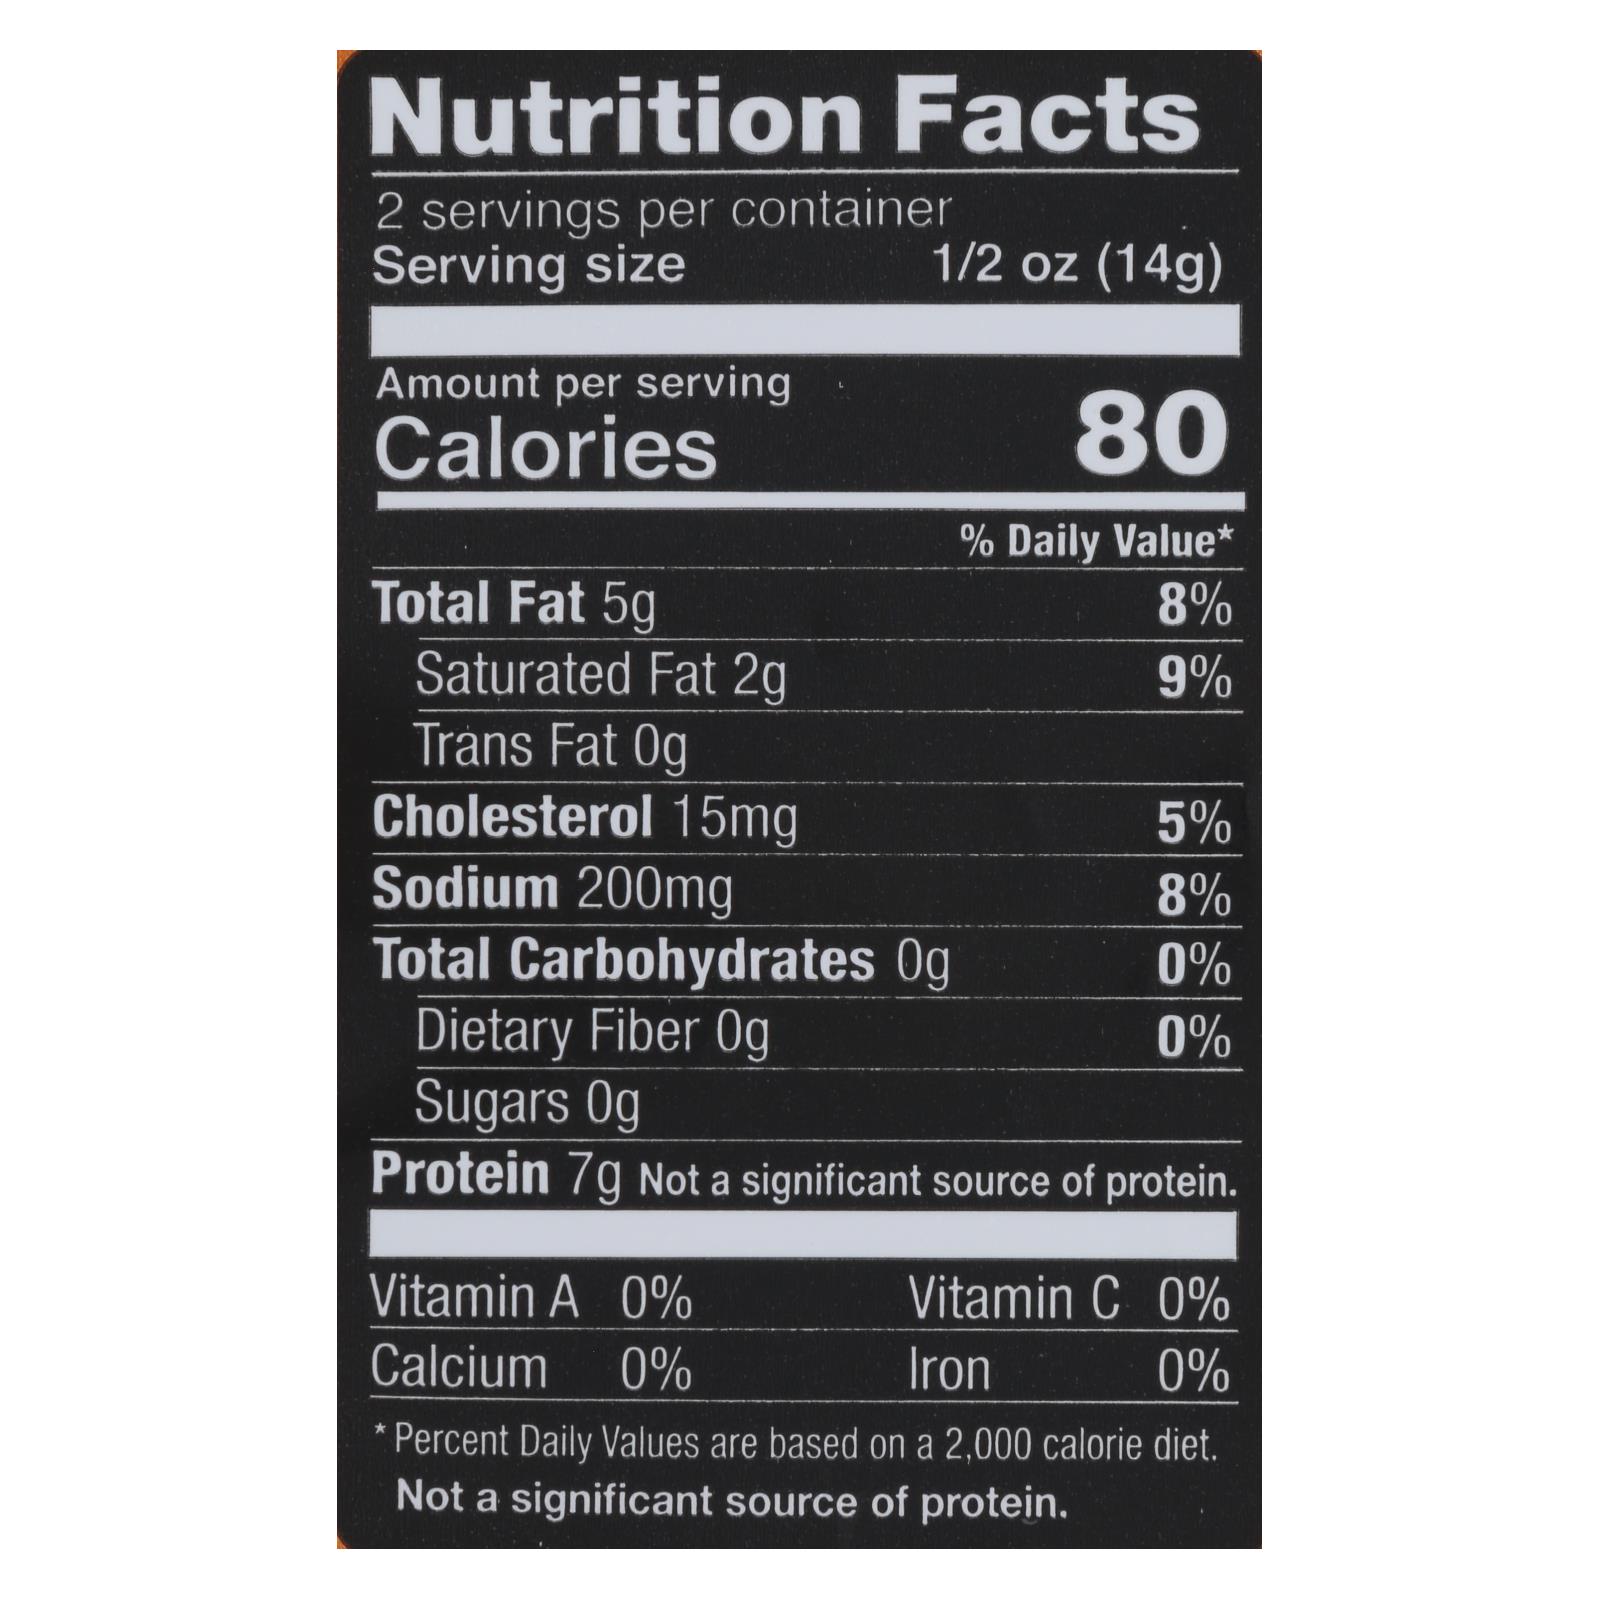 Nutrition Facts
2 servings per container
Serving size 1/2 oz (14g)
Amount per serving
Calories 80
% Daily Value*
Total Fat 5g 8%
Saturated Fat 2g 9%
Trans Fat 0g
Cholesterol 15mg 5%
Sodium 200mg 8%
Total Carbohydrates 0g 0%
Dietary Fiber 0g 0%
Sugars 0g
Protein 7g Not a significant source of protein.
Vitamin A 0% Vitamin C 0%
Calcium 0% Iron 0%
* Percent Daily Values are based on a 2,000 calorie diet.
Not a significant source of protein.